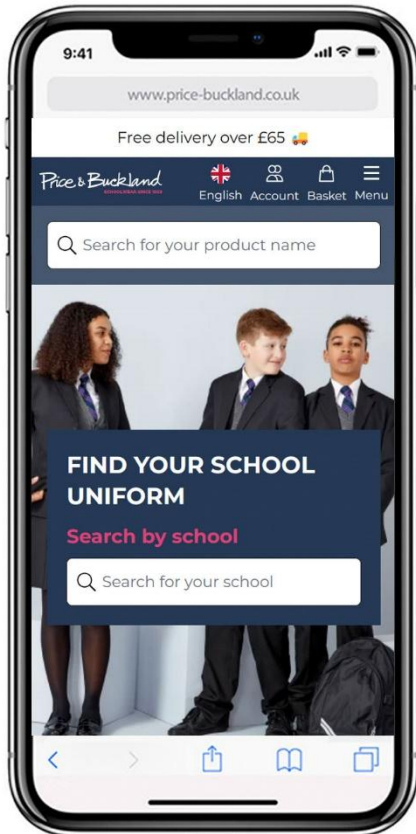 9:41
www.price-buckland.co.uk
Free delivery over £65
Price & Buckland
English Account Basket Menu
Search for your product name
FIND YOUR SCHOOL
UNIFORM
Search by school
Search for your school